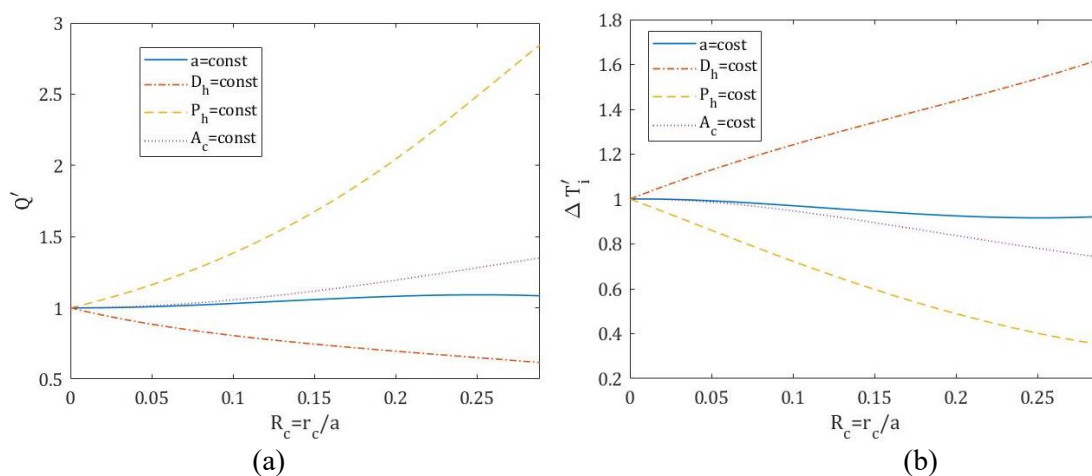 3
2.5
2
1.5
1
0.5
Q′
a=const
D_h=const
P_h=const
A_c=const
0
0.05
0.1
0.15
0.2
0.25
R_c=r_c/a
(a)
1.8
1.6
1.4
1.2
1
0.8
0.6
0.4
0.2
Δ T′_i
a=cost
D_h=cost
P_h=cost
A_c=cost
0
0.05
0.1
0.15
0.2
0.25
R_c=r_c/a
(b)